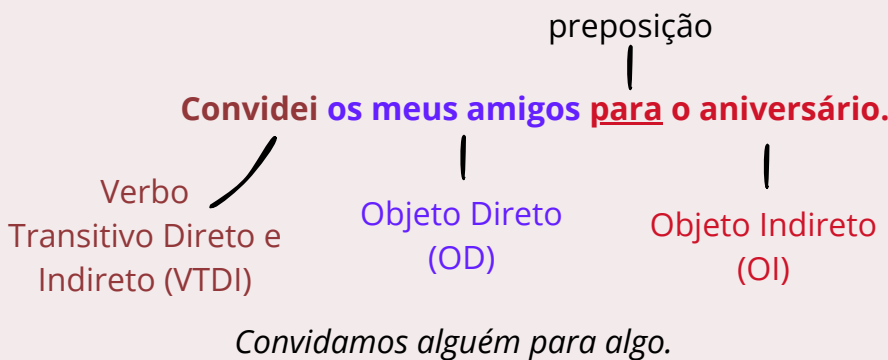 preposição
Convidei os meus amigos para o aniversário.
Verbo
Transitivo Direto e
Indireto (VTDI)
Objeto Direto
(OD)
Objeto Indireto
(OI)
Convidamos alguém para algo.